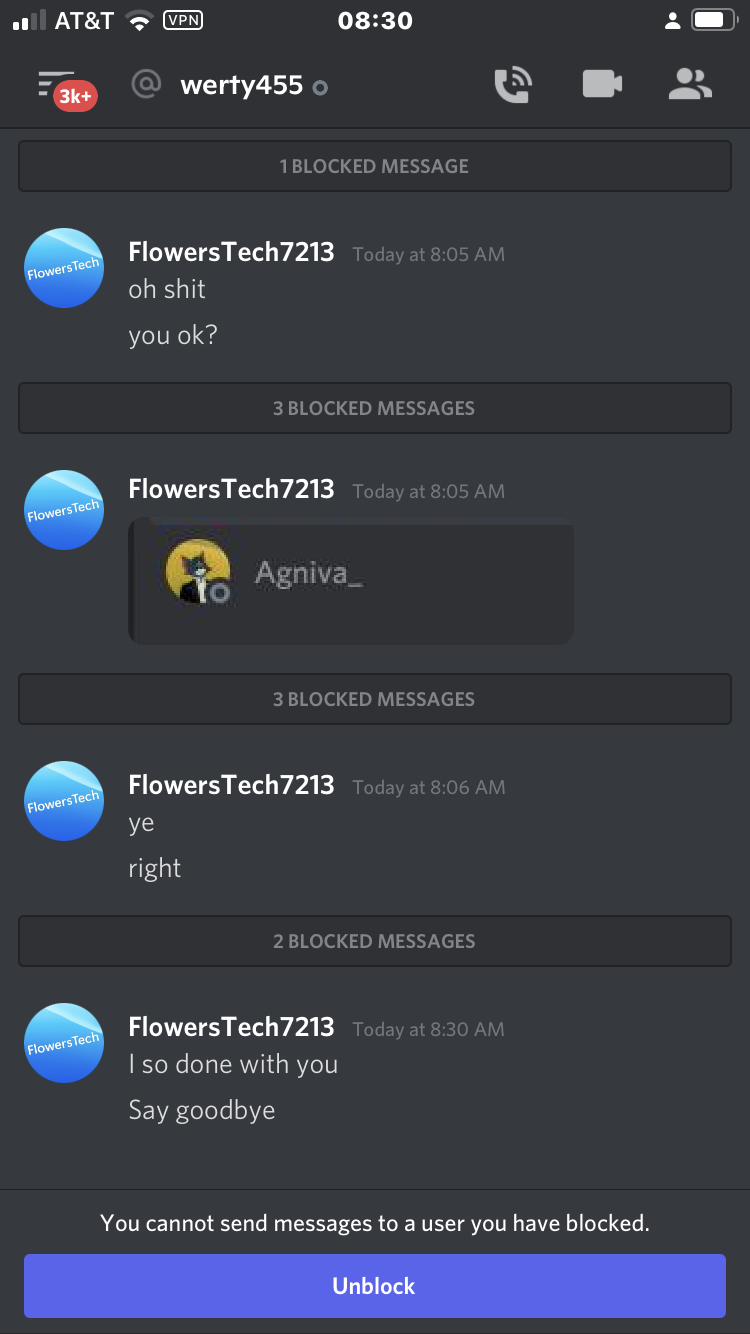 AT&T VPN 08:30
3k+ @ werty455
1 BLOCKED MESSAGE
FlowersTech FlowersTech7213 Today at 8:05 AM
oh shit
you ok?
3 BLOCKED MESSAGES
FlowersTech FlowersTech7213 Today at 8:05 AM
Agniva_
3 BLOCKED MESSAGES
FlowersTech FlowersTech7213 Today at 8:06 AM
ye
right
2 BLOCKED MESSAGES
FlowersTech FlowersTech7213 Today at 8:30 AM
I so done with you
Say goodbye
You cannot send messages to a user you have blocked.
Unblock